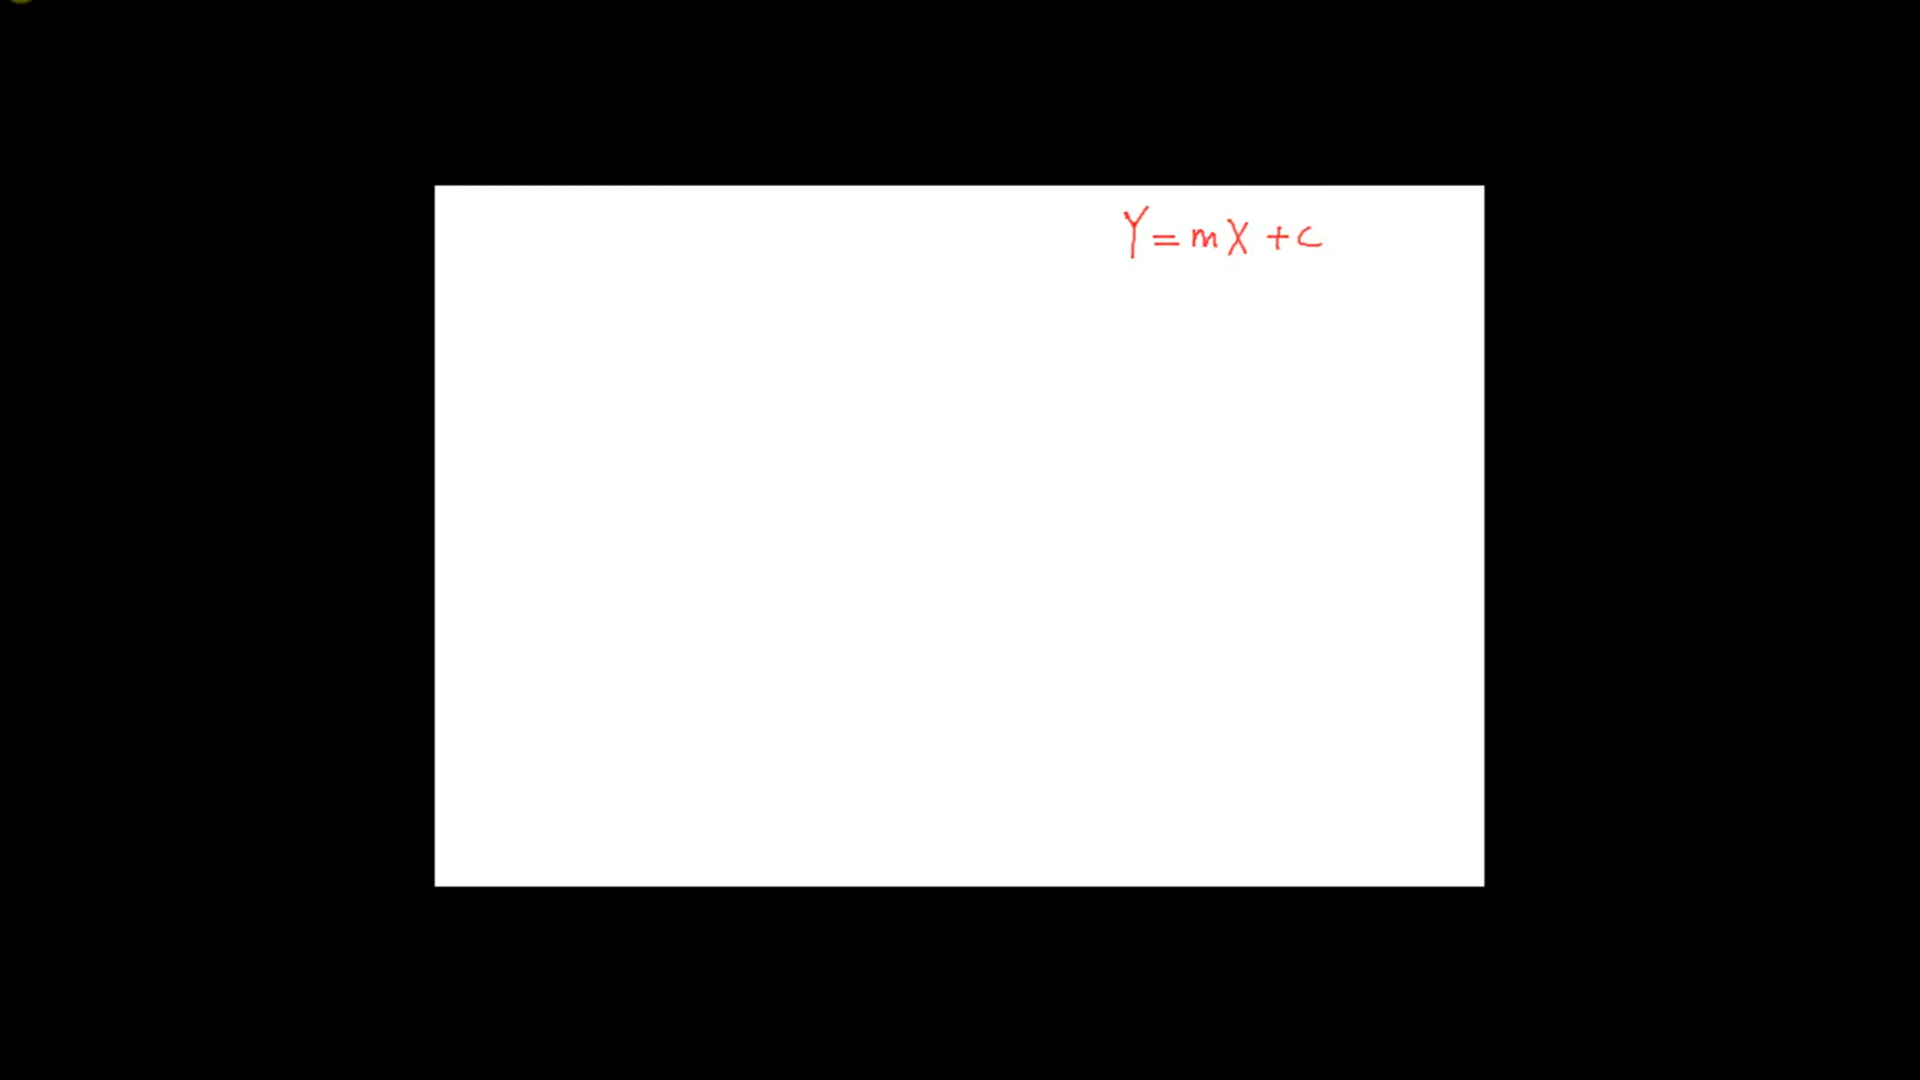 Y = mX + c